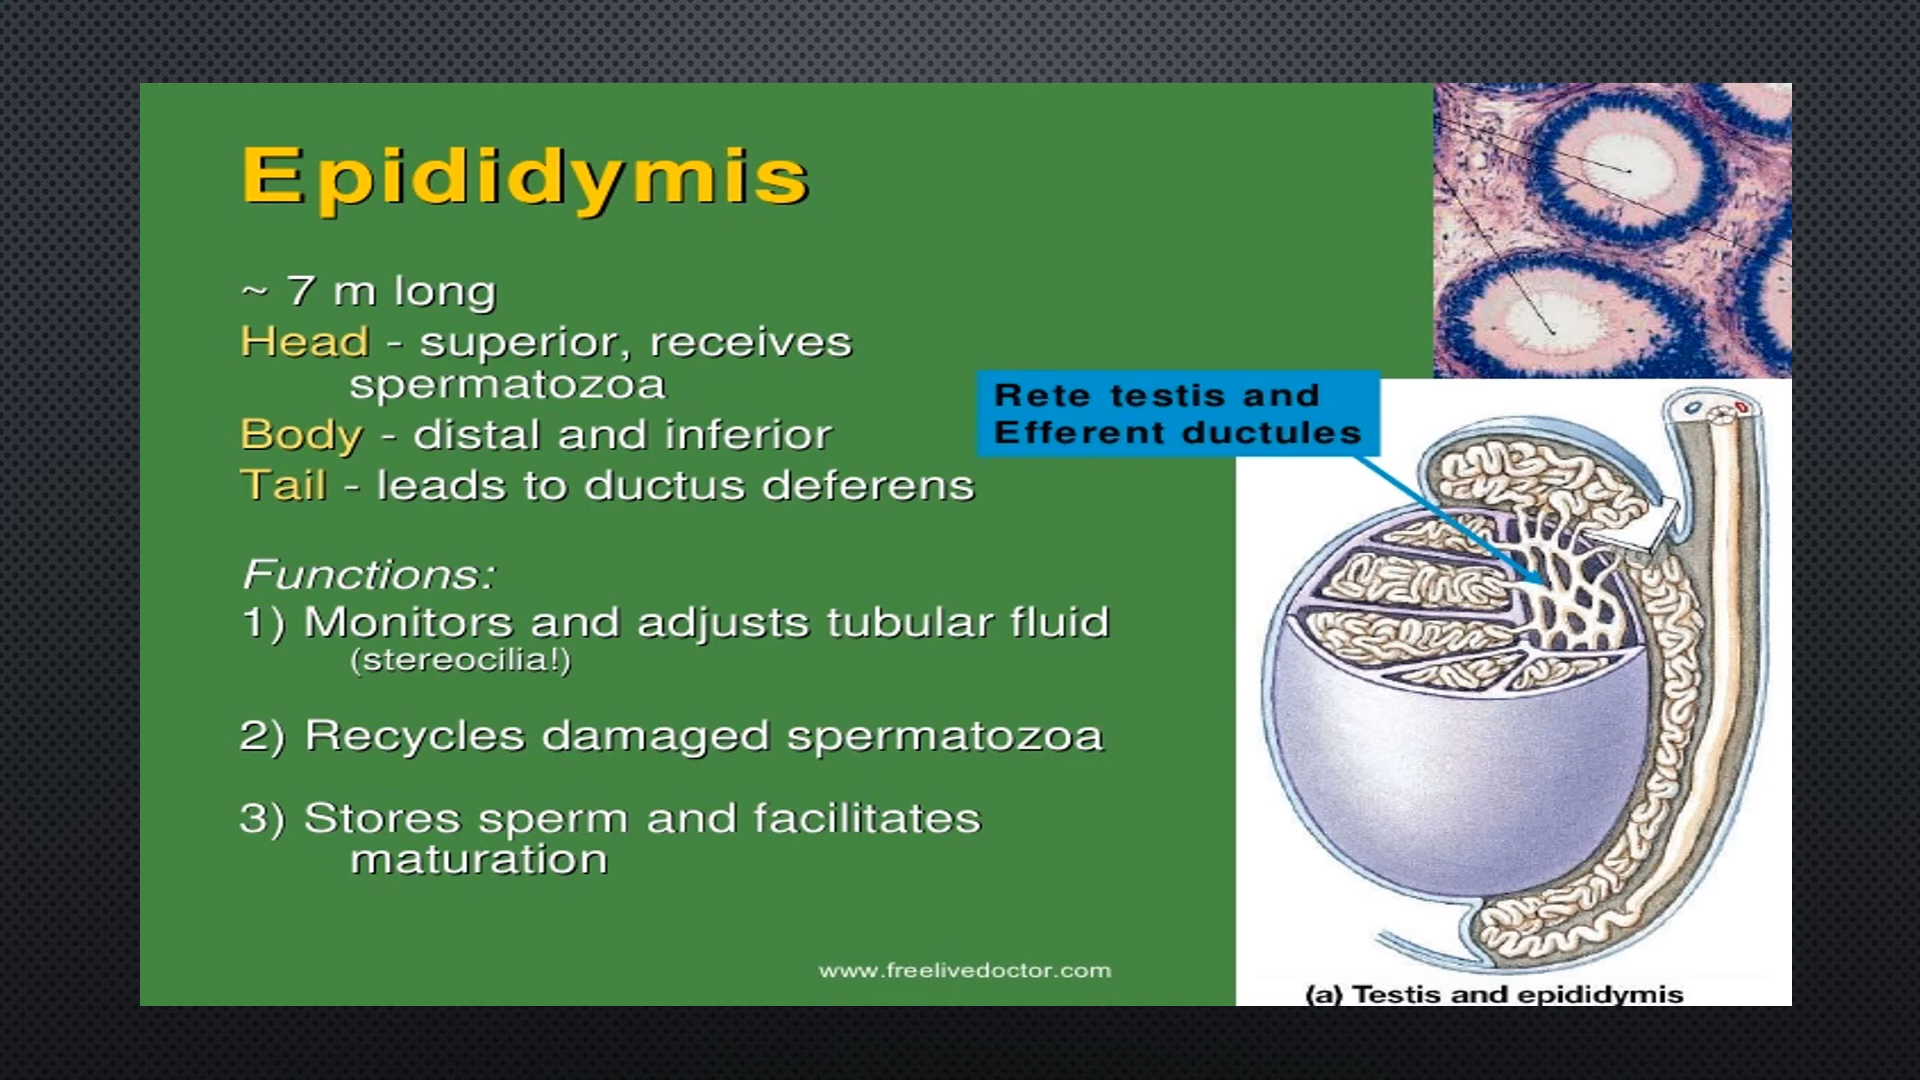 Epididymis
~ 7 m long
Head - superior, receives
spermatozoa
Body - distal and inferior
Tail - leads to ductus deferens
Rete testis and
Efferent ductules
Functions:
1) Monitors and adjusts tubular fluid
(stereocilia!)
2) Recycles damaged spermatozoa
3) Stores sperm and facilitates
maturation
www.freelivedoctor.com
(a) Testis and epididymis